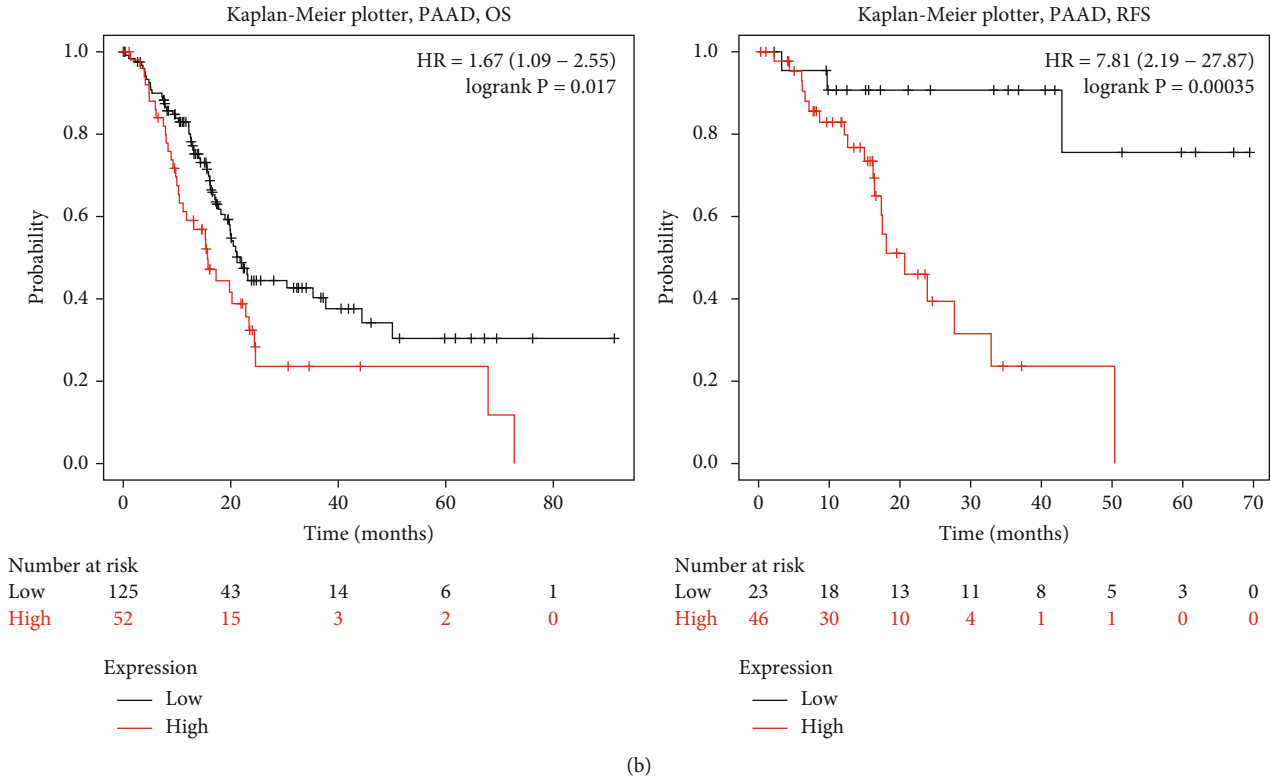 Kaplan-Meier plotter, PAAD, OS
HR = 1.67 (1.09 – 2.55)
logrank P = 0.017
1.0
0.8
0.6
0.4
0.2
0.0
Probability
0 20 40 60 80
Time (months)
Number at risk
Low 125 43 14 6 1
High 52 15 3 2 0
Expression
Low
High
Kaplan-Meier plotter, PAAD, RFS
HR = 7.81 (2.19 – 27.87)
logrank P = 0.00035
1.0
0.8
0.6
0.4
0.2
0.0
Probability
0 10 20 30 40 50 60 70
Time (months)
Number at risk
Low 23 18 13 11 8 5 3 0
High 46 30 10 4 1 1 0 0
Expression
Low
High
(b)